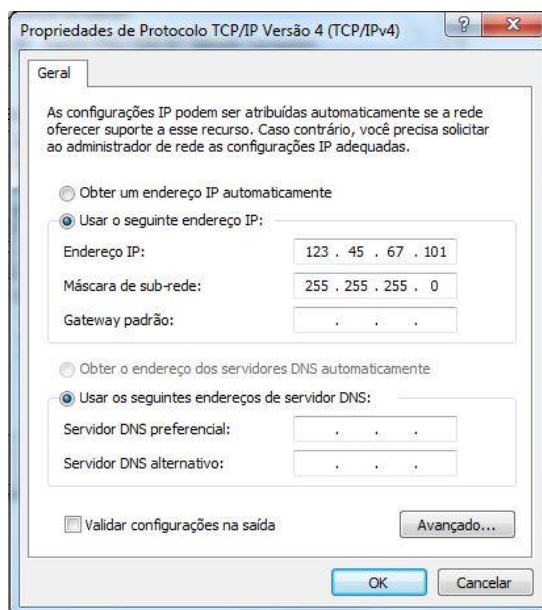 Propriedades de Protocolo TCP/IP Versão 4 (TCP/IPv4)
Geral
As configurações IP podem ser atribuídas automaticamente se a rede
oferecer suporte a esse recurso. Caso contrário, você precisa solicitar
ao administrador de rede as configurações IP adequadas.
Obter um endereço IP automaticamente
Usar o seguinte endereço IP:
Endereço IP: 123 . 45 . 67 . 101
Máscara de sub-rede: 255 . 255 . 255 . 0
Gateway padrão: . . .
Obter o endereço dos servidores DNS automaticamente
Usar os seguintes endereços de servidor DNS:
Servidor DNS preferencial: . . .
Servidor DNS alternativo: . . .
Validar configurações na saída
Avançado...
OK Cancelar